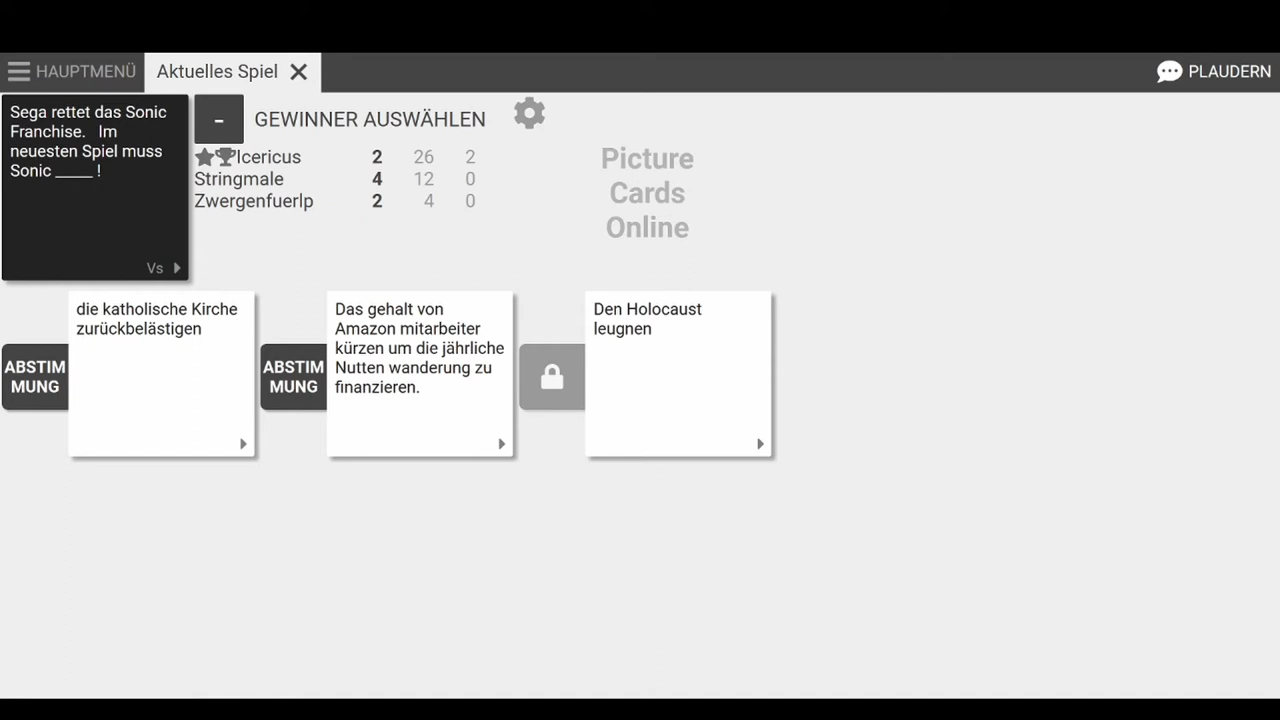 HAUPTMENÜ
Aktuelles Spiel
PLAUDERN
Sega rettet das Sonic
Franchise. Im
neuesten Spiel muss
Sonic _____ !
Vs
-
GEWINNER AUSWÄHLEN
Icericus 2 26 2
Stringmale 4 12 0
Zwergenfuerlp 2 4 0
Picture
Cards
Online
ABSTIM
MUNG
die katholische Kirche
zurückbelästigen
ABSTIM
MUNG
Das gehalt von
Amazon mitarbeiter
kürzen um die jährliche
Nutten wanderung zu
finanzieren.
Den Holocaust
leugnen